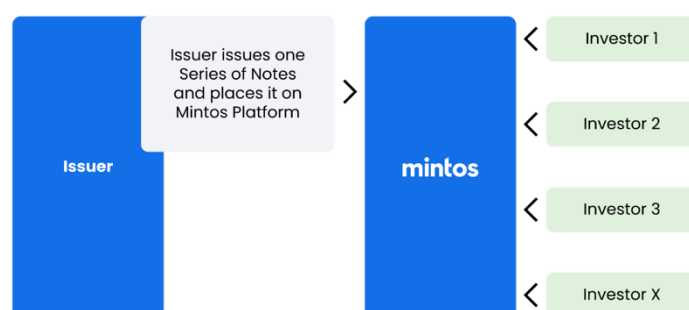 Issuer issues one
Series of Notes
and places it on
Mintos Platform
Issuer
mintos
Investor 1
Investor 2
Investor 3
Investor X